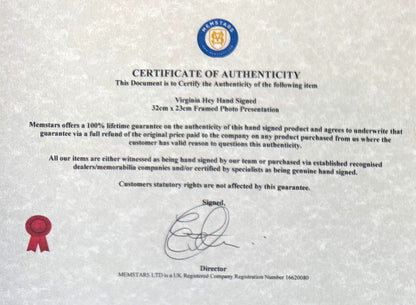 MEMSTARS
CERTIFICATE OF AUTHENTICITY
This Document is to Certify the Authenticity of the following item
Virginia Hey Hand Signed
32cm x 23cm Framed Photo Presentation
Memstars offers a 100% lifetime guarantee on the authenticity of this hand signed product and agrees to underwrite that
guarantee via a full refund of the original price paid to the company on any product purchased from us where the
customer has valid reason to questions this authenticity.
All our items are either witnessed as being hand signed by our team or purchased via established recognised
dealers/memorabilia companies and/or certified by specialists as being genuine hand signed.
Customers statutory rights are not affected by this guarantee.
Signed,
Director
MEMSTARS LTD is a UK Registered Company Registration Number 16620080